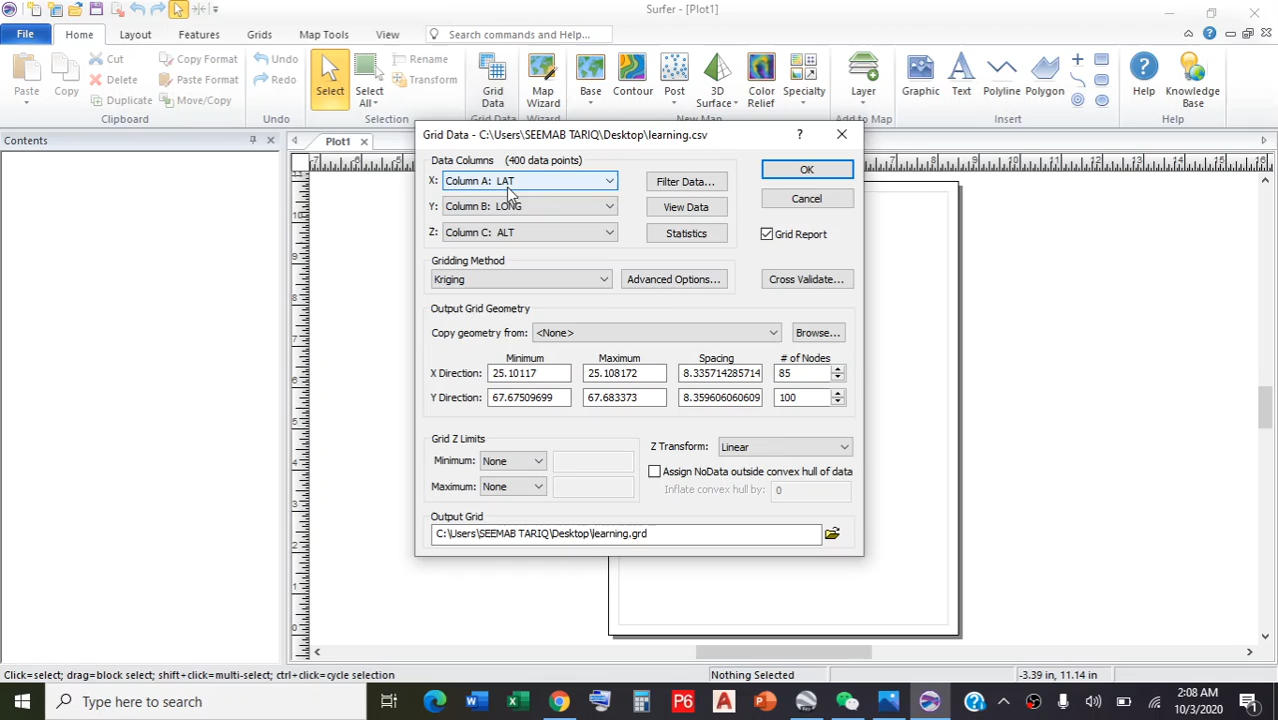 Surfer - [Plot1]
File
Home
Layout
Features
Grids
Map Tools
View
Search commands and Help...
Paste
Copy
Cut
Delete
Duplicate
Copy Format
Paste Format
Move/Copy
Clipboard
Undo
Redo
Undo
Select
Select All
Rename
Transform
Selection
Grid Data
Grid Data
Map Wizard
Base
Contour
Post
3D Surface
Color Relief
Specialty
New Map
Layer
Add to Map
Graphic
Text
Polyline
Polygon
Insert
Help
Knowledge Base
Help
Contents
Plot1
Grid Data - C:\Users\SEEMAB TARIQ\Desktop\learning.csv
Data Columns (400 data points)
X: Column A: LAT
Y: Column B: LONG
Z: Column C: ALT
Filter Data...
View Data
Statistics
OK
Cancel
Grid Report
Gridding Method
Kriging
Advanced Options...
Cross Validate...
Output Grid Geometry
Copy geometry from: <None>
Browse...
Minimum Maximum Spacing # of Nodes
X Direction: 25.10117 25.108172 8.335714285714 85
Y Direction: 67.67509699 67.683373 8.359606060609 100
Grid Z Limits
Minimum: None
Maximum: None
Z Transform: Linear
Assign NoData outside convex hull of data
Inflate convex hull by: 0
Output Grid
C:\Users\SEEMAB TARIQ\Desktop\learning.grd
Click=select; drag=block select; shift+click=multi-select; ctrl+click=cycle selection
Nothing Selected
-3.39 in, 11.14 in
Type here to search
2:08 AM
10/3/2020